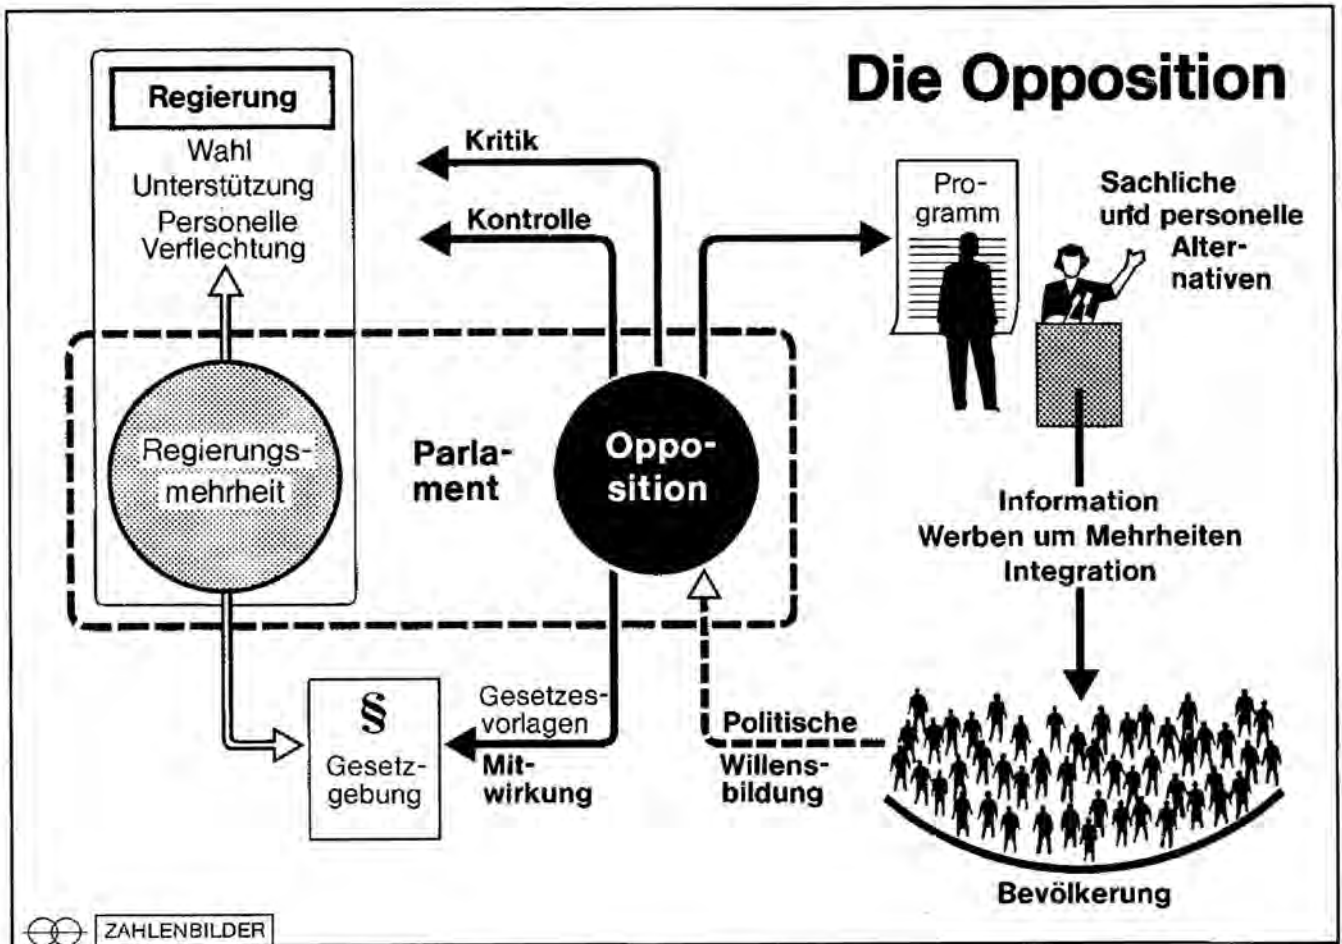 Die Opposition
Regierung
Wahl
Unterstützung
Personelle
Verflechtung
Kritik
Kontrolle
Pro-
gramm
Sachliche
und personelle
Alter-
nativen
Regierungs-
mehrheit
Parla-
ment
Oppo-
sition
Information
Werben um Mehrheiten
Integration
§
Gesetz-
gebung
Gesetzes-
vorlagen
Mit-
wirkung
Politische
Willens-
bildung
Bevölkerung
ZAHLENBILDER